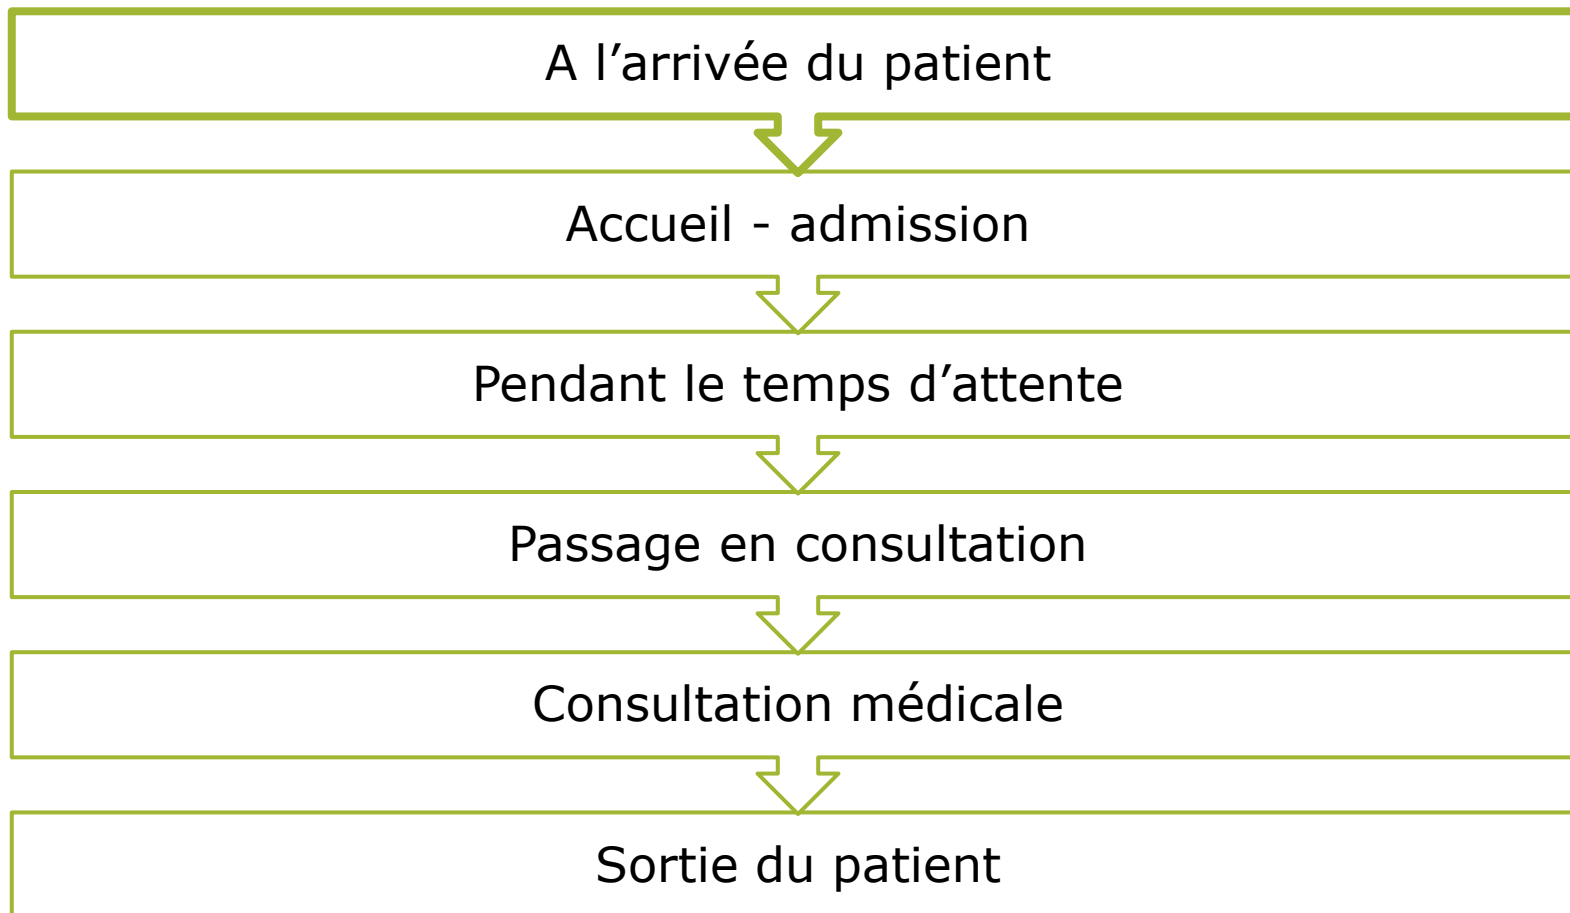 A l’arrivée du patient
Accueil - admission
Pendant le temps d’attente
Passage en consultation
Consultation médicale
Sortie du patient